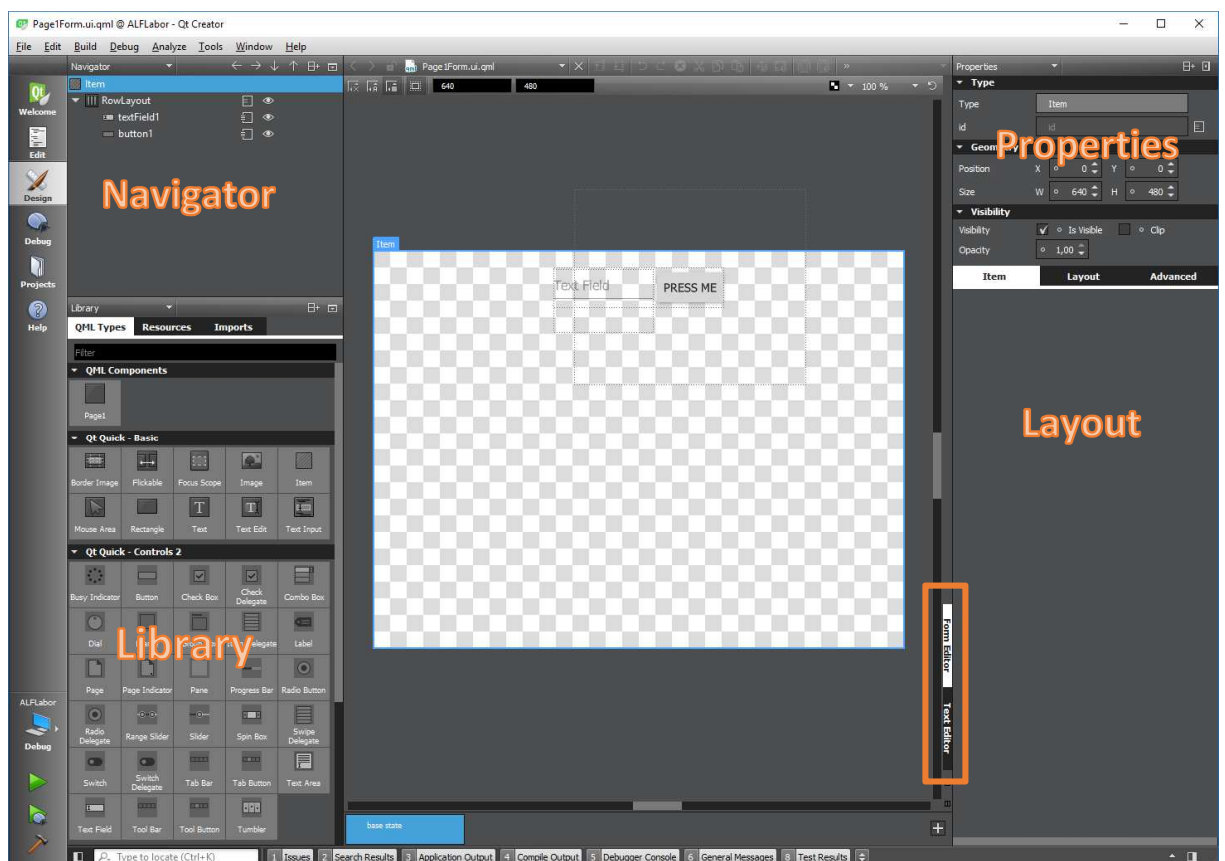 Page1Form.ui.qml @ ALFLabor - Qt Creator
File Edit Build Debug Analyze Tools Window Help
Navigator
Page1Form.ui.qml
Properties
Item
640 480
100 %
Type
Welcome
RowLayout
Type Item
textField1
id id
button1
Edit
Geometry
Properties
Position X 0 Y 0
Navigator
Size W 640 H 480
Design
Visibility
Visibility Is Visible Clip
Debug
Item
Opacity 1,00
Projects
Text Field
PRESS ME
Item Layout Advanced
Library
Help
QML Types Resources Imports
Filter
QML Components
Page1
Layout
Qt Quick - Basic
Border Image Flickable Focus Scope Image Item
Mouse Area Rectangle Text Text Edit Text Input
Qt Quick - Controls 2
Busy Indicator Button Check Box Check Delegate Combo Box
Dial Label
Library
Form Editor
Text Editor
Page Page Indicator Pane Progress Bar Radio Button
ALFLabor
Radio Delegate Range Slider Slider Spin Box Swipe Delegate
Debug
Switch Switch Delegate Tab Bar Tab Button Text Area
Text Field Tool Bar Tool Button Tumbler
base state
Type to locate (Ctrl+K)
1 Issues 2 Search Results 3 Application Output 4 Compile Output 5 Debugger Console 6 General Messages 8 Test Results